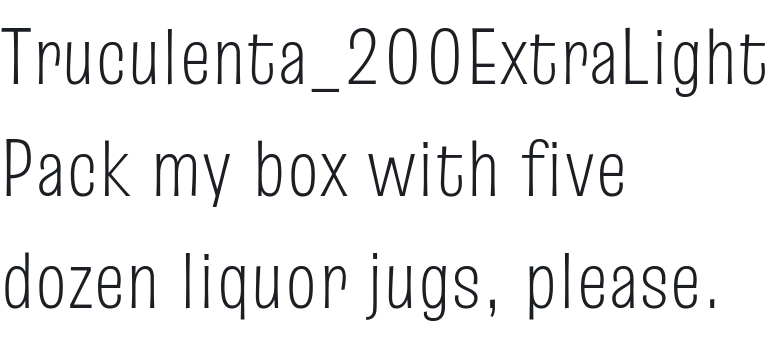 Truculenta_200ExtraLight
Pack my box with five
dozen liquor jugs, please.